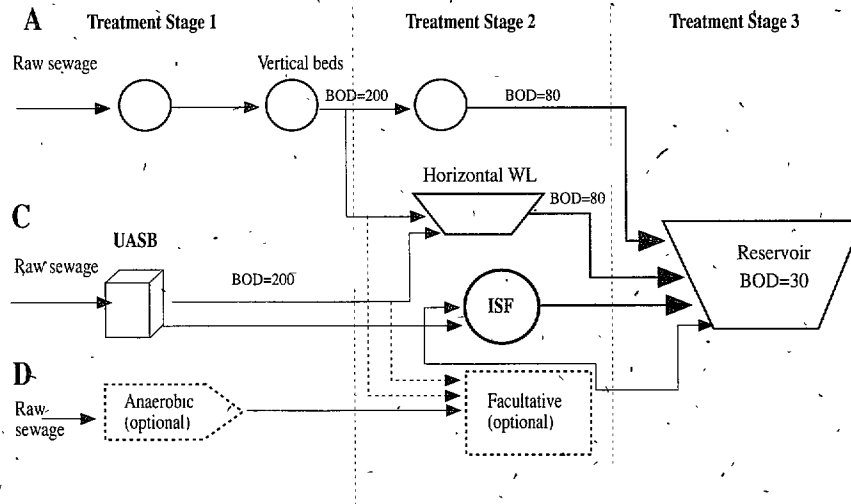 A
Treatment Stage 1
Treatment Stage 2
Treatment Stage 3
Raw sewage
Vertical beds
BOD=200
BOD=80
Horizontal WL
BOD=80
C
UASB
Raw sewage
BOD=200
ISF
Reservoir
BOD=30
D
Raw
sewage
Anaerobic
(optional)
Facultative
(optional)